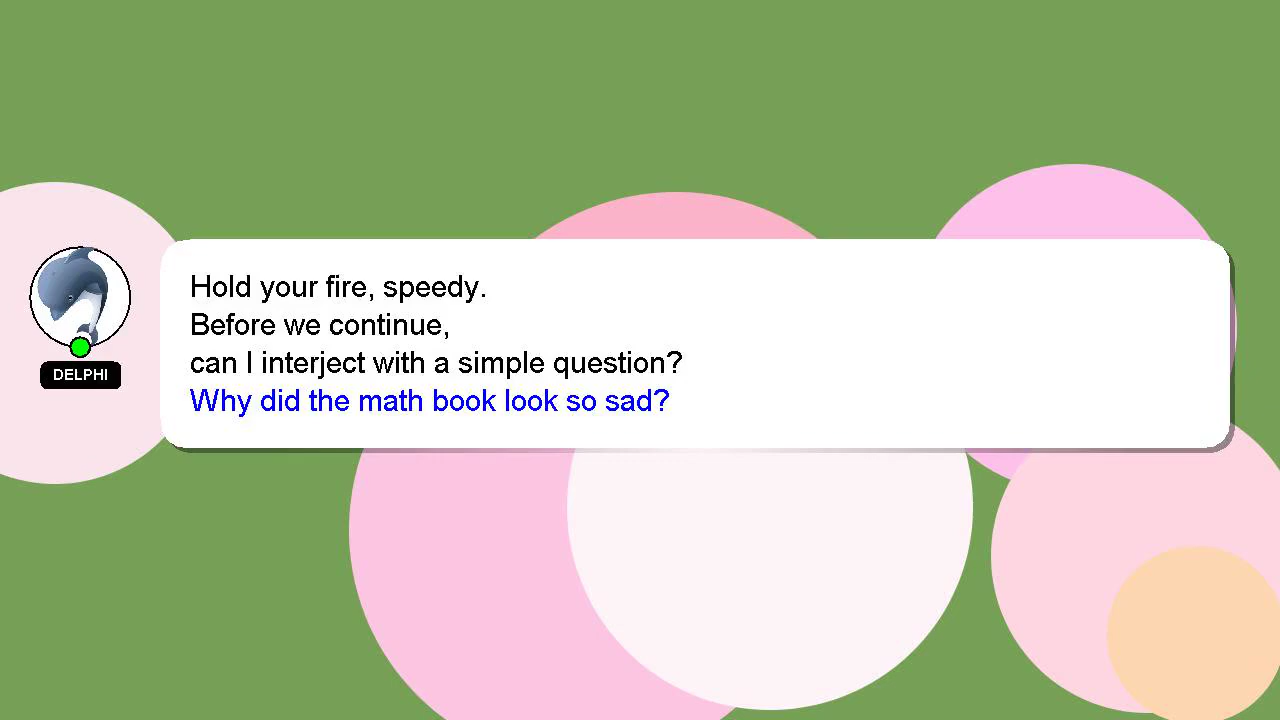 Hold your fire, speedy.
Before we continue,
can I interject with a simple question?
Why did the math book look so sad?
DELPHI